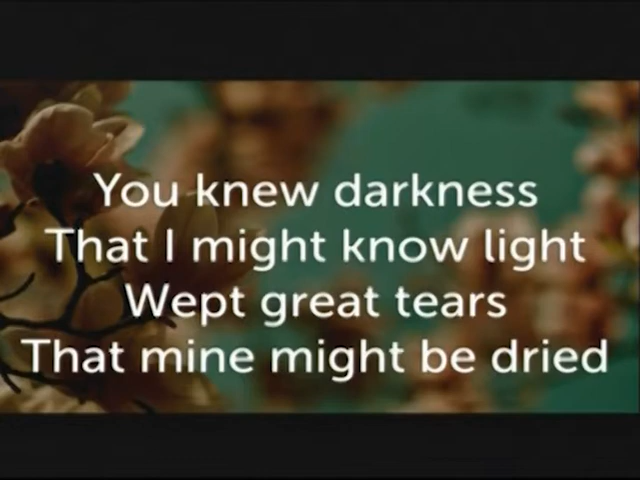 You knew darkness
That I might know light
Wept great tears
That mine might be dried